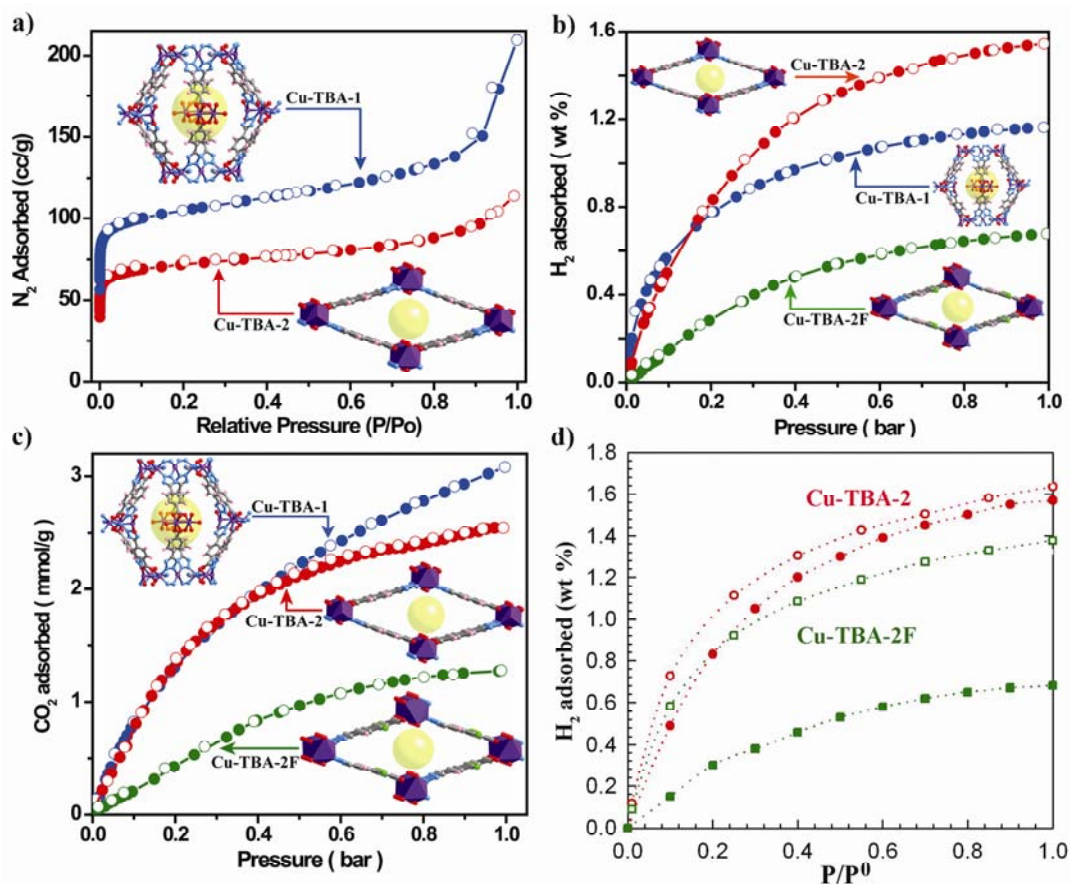 a)
N₂ Adsorbed (cc/g)
200
150
100
50
0
Cu-TBA-1
Cu-TBA-2
0.0 0.2 0.4 0.6 0.8 1.0
Relative Pressure (P/Po)
b)
H₂ adsorbed ( wt %)
1.6
1.2
0.8
0.4
0.0
Cu-TBA-2
Cu-TBA-1
Cu-TBA-2F
0.0 0.2 0.4 0.6 0.8 1.0
Pressure ( bar)
c)
CO₂ adsorbed ( mmol/g)
3
2
1
0
Cu-TBA-1
Cu-TBA-2
Cu-TBA-2F
0.0 0.2 0.4 0.6 0.8 1.0
Pressure ( bar)
d)
H₂ adsorbed (wt %)
1.8
1.6
1.4
1.2
1.0
0.8
0.6
0.4
0.2
0.0
Cu-TBA-2
Cu-TBA-2F
0.0 0.2 0.4 0.6 0.8 1.0
P/P⁰